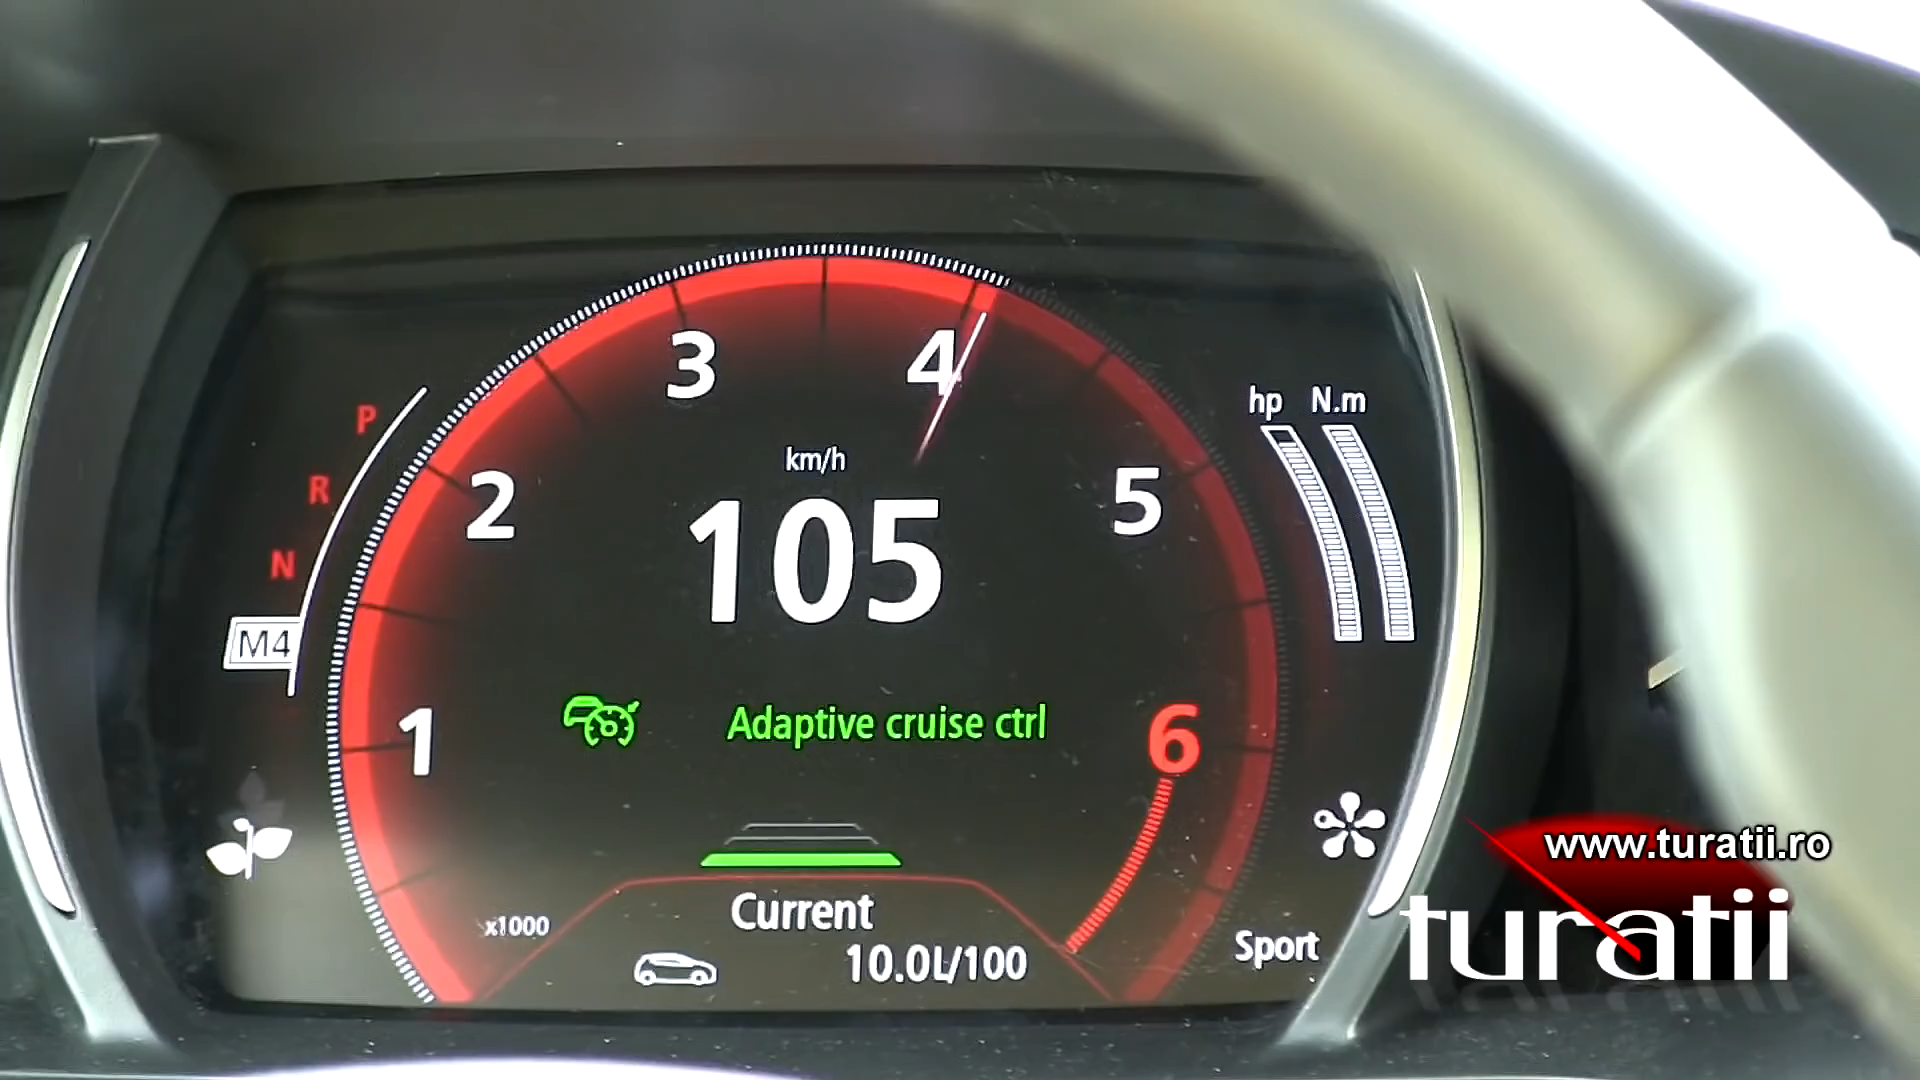 3
4
P
hp N.m
km/h
R
2
105
5
N
M4
1
Adaptive cruise ctrl
6
Current
x1000
10.0L/100
Sport
www.turatii.ro
turatii